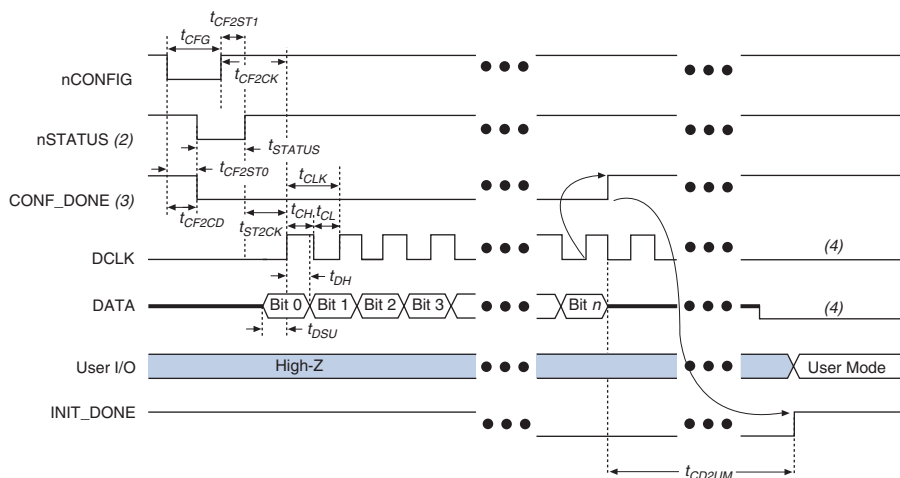 tCF2ST1
tCFG
nCONFIG
tCF2CK
nSTATUS (2)
tSTATUS
tCF2ST0
tCLK
CONF_DONE (3)
tCF2CD
tCH
tCL
tST2CK
DCLK
(4)
tDH
DATA
Bit 0
Bit 1
Bit 2
Bit 3
Bit n
(4)
tDSU
User I/O
High-Z
User Mode
INIT_DONE
tCD2UM